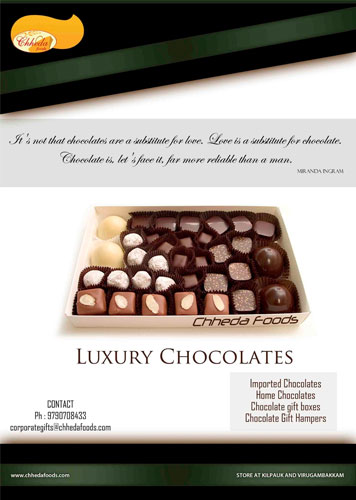 Chheda
foods
It's not that chocolates are a substitute for love. Love is a substitute for chocolate.
Chocolate is, let's face it, far more reliable than a man.
MIRANDA INGRAM
Chheda Foods
LUXURY CHOCOLATES
Imported Chocolates
Home Chocolates
Chocolate gift boxes
Chocolate Gift Hampers
CONTACT
Ph : 9790708433
corporategifts@chhedafoods.com
www.chhedafoods.com
STORE AT KILPAUK AND VIRUGAMBAKKAM